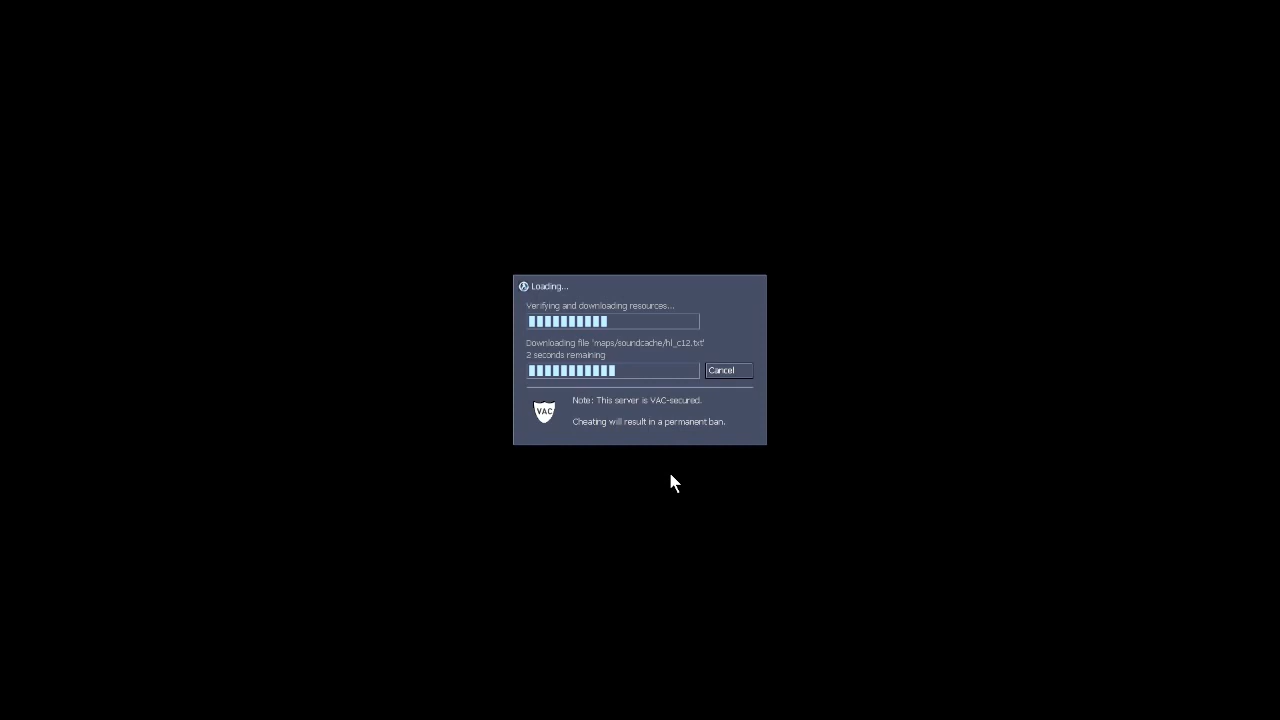 Loading...
Verifying and downloading resources...
Downloading file 'maps/soundcache/hl_c12.txt'
2 seconds remaining
Cancel
VAC
Note: This server is VAC-secured.
Cheating will result in a permanent ban.